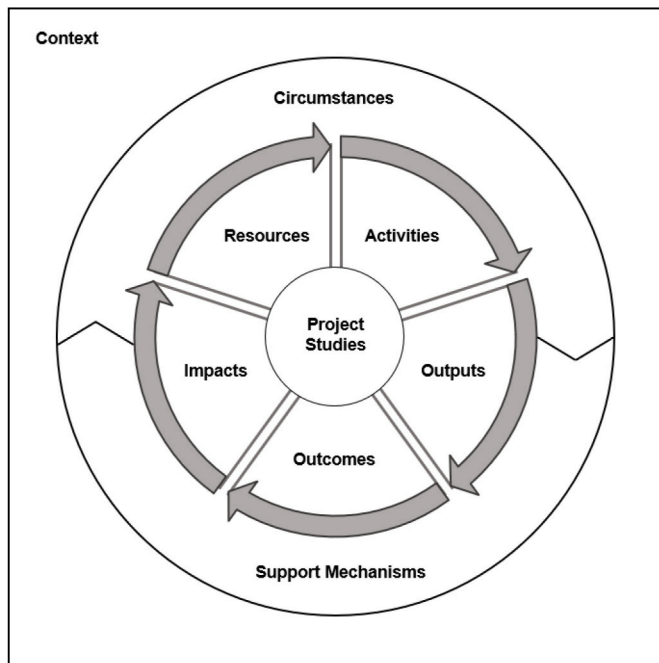 Context
Circumstances
Resources
Activities
Project
Studies
Impacts
Outputs
Outcomes
Support Mechanisms